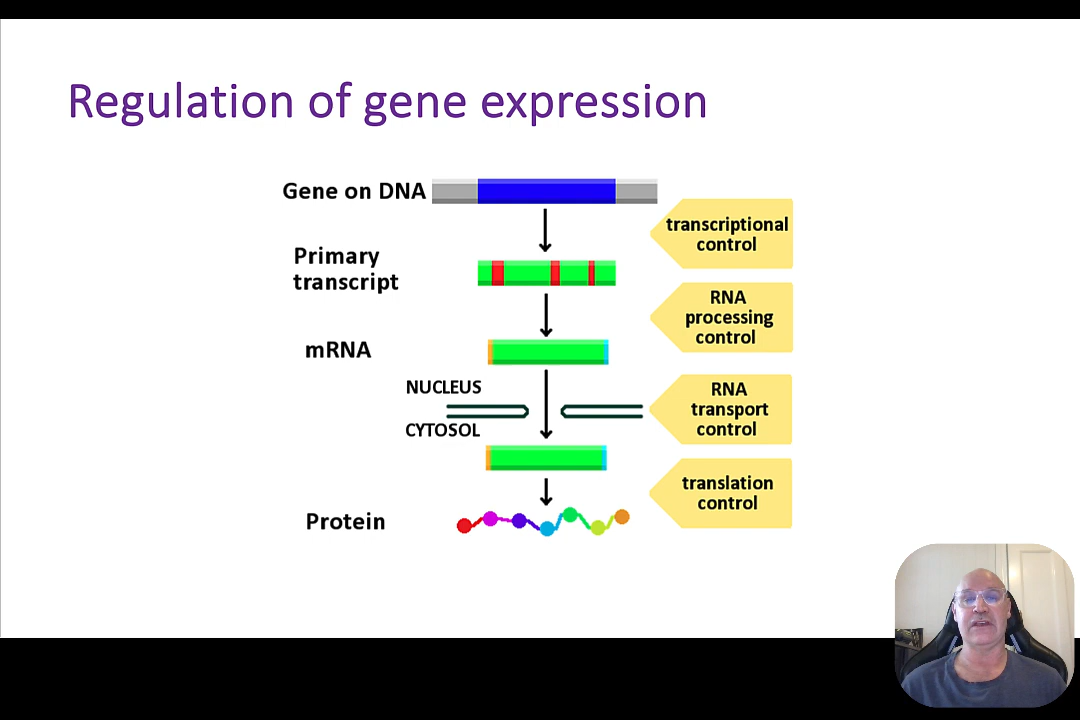 Regulation of gene expression
Gene on DNA
transcriptional
control
Primary
transcript
RNA
processing
control
mRNA
NUCLEUS
RNA
transport
control
CYTOSOL
translation
control
Protein